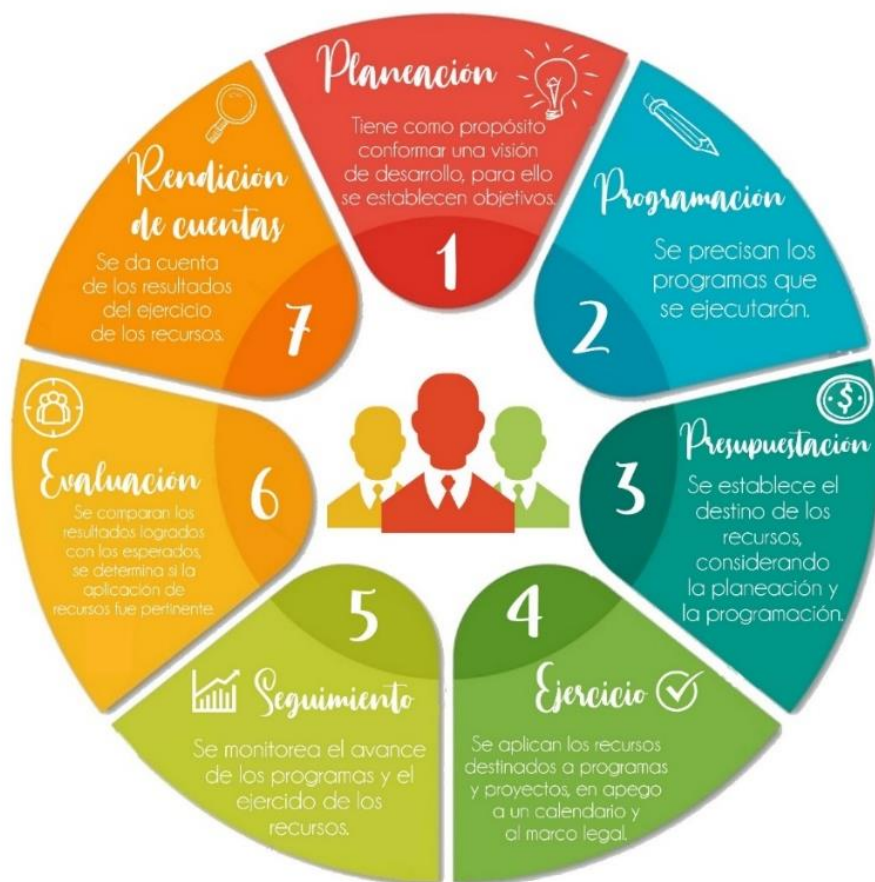 Planeación
Tiene como propósito
conformar una visión
de desarrollo, para ello
se establecen objetivos.
1
Programación
Se precisan los
programas que
se ejecutarán.
2
Presupuestación
Se establece el
destino de los
recursos,
considerando
la planeación y
la programación.
3
4
Ejercicio
Se aplican los recursos
destinados a programas
y proyectos, en apego
a un calendario y
al marco legal.
5
Seguimiento
Se monitorea el avance
de los programas y el
ejercido de los
recursos.
6
Evaluación
Se comparan los
resultados logrados
con los esperados,
se determina si la
aplicación de
recursos fue pertinente.
Rendición
de cuentas
Se da cuenta
de los resultados
del ejercicio
de los recursos.
7
$